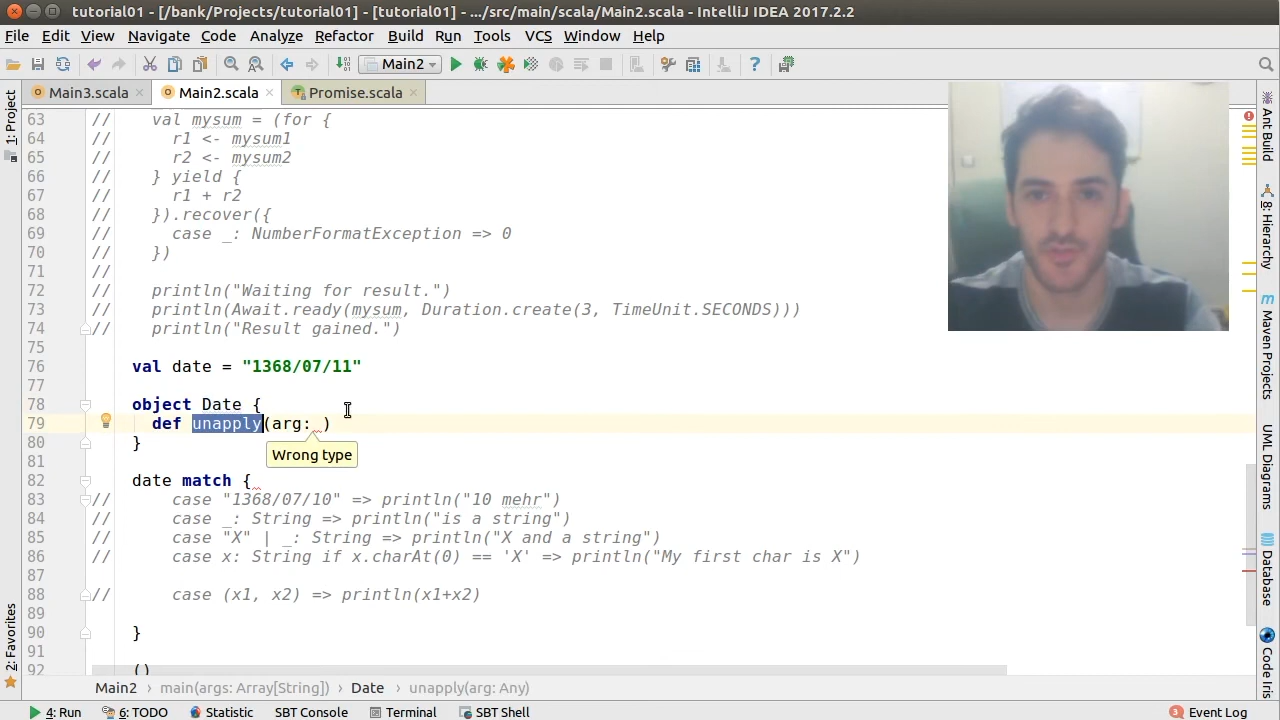 tutorial01 - [/bank/Projects/tutorial01] - [tutorial01] - .../src/main/scala/Main2.scala - IntelliJ IDEA 2017.2.2
File Edit View Navigate Code Analyze Refactor Build Run Tools VCS Window Help
Main2
Main3.scala Main2.scala Promise.scala
1: Project
63 // val mysum = (for {
64 // r1 <- mysum1
65 // r2 <- mysum2
66 // } yield {
67 // r1 + r2
68 // }).recover({
69 // case _: NumberFormatException => 0
70 // })
71 //
72 // println("Waiting for result.")
73 // println(Await.ready(mysum, Duration.create(3, TimeUnit.SECONDS)))
74 // println("Result gained.")
75
76 val date = "1368/07/11"
77
78 object Date {
79 def unapply(arg: )
80 }
Wrong type
81
82 date match {
83 // case "1368/07/10" => println("10 mehr")
84 // case _: String => println("is a string")
85 // case "X" | _: String => println("X and a string")
86 // case x: String if x.charAt(0) == 'X' => println("My first char is X")
87
88 // case (x1, x2) => println(x1+x2)
89
90 }
91
92 ()
2: Favorites
Ant Build
8: Hierarchy
m
Maven Projects
UML Diagrams
Database
Code Iris
Main2 main(args: Array[String]) Date unapply(arg: Any)
4: Run 6: TODO Statistic SBT Console Terminal SBT Shell 3 Event Log